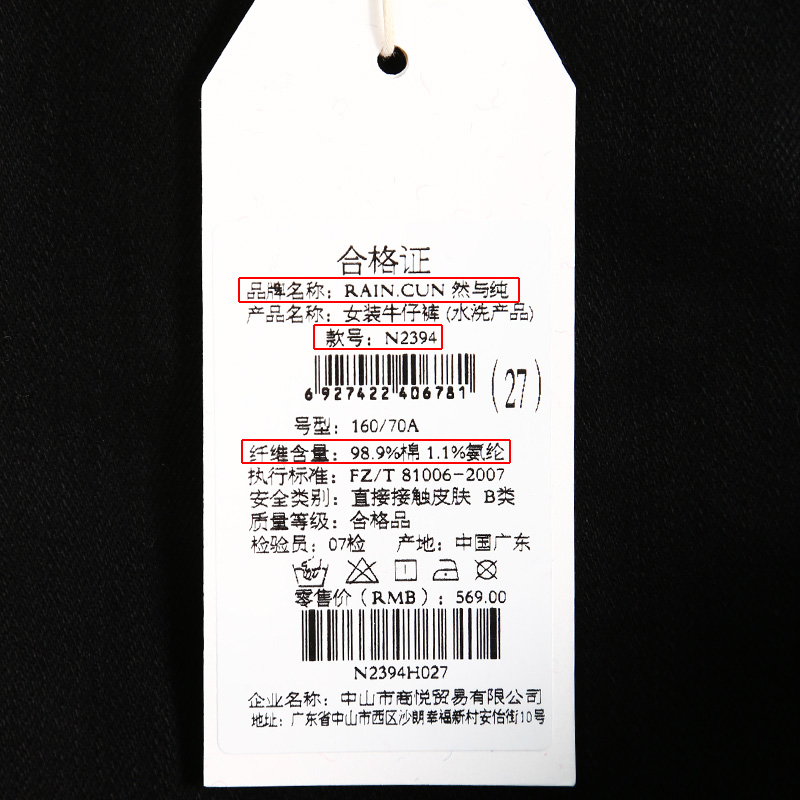 合格证
品牌名称：RAIN.CUN 然与纯
产品名称：女装牛仔裤 (水洗产品)
款号：N2394
6 927422 406781
(27)
号型：160/70A
纤维含量：98.9%棉 1.1%氨纶
执行标准：FZ/T 81006-2007
安全类别：直接接触皮肤 B类
质量等级：合格品
检验员：07检 产地：中国广东
零售价（RMB）：569.00
N2394H027
企业名称：中山市商悦贸易有限公司
地址：广东省中山市西区沙朗幸福新村安怡街10号